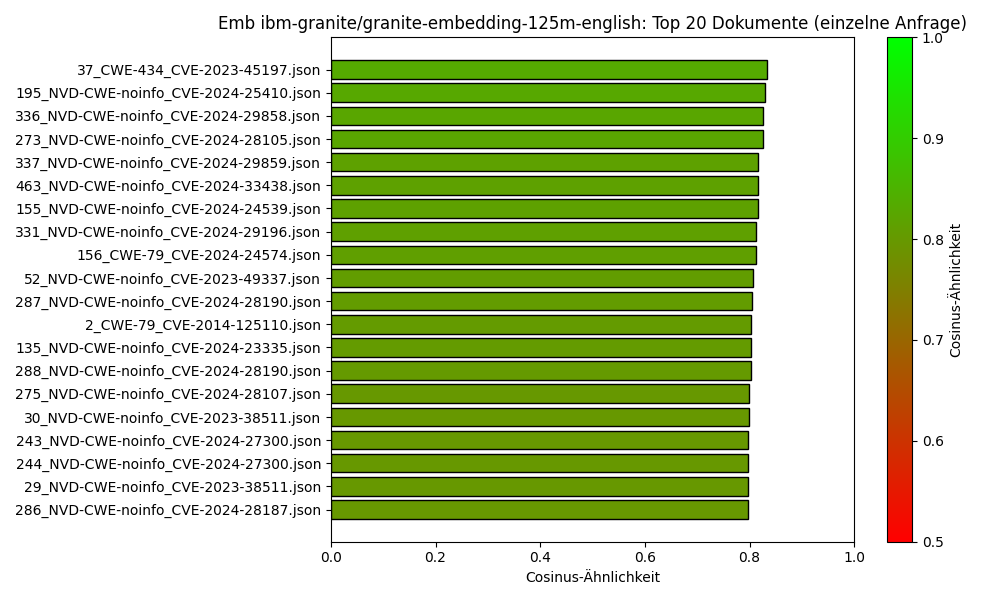 Emb ibm-granite/granite-embedding-125m-english: Top 20 Dokumente (einzelne Anfrage)
37_CWE-434_CVE-2023-45197.json
195_NVD-CWE-noinfo_CVE-2024-25410.json
336_NVD-CWE-noinfo_CVE-2024-29858.json
273_NVD-CWE-noinfo_CVE-2024-28105.json
337_NVD-CWE-noinfo_CVE-2024-29859.json
463_NVD-CWE-noinfo_CVE-2024-33438.json
155_NVD-CWE-noinfo_CVE-2024-24539.json
331_NVD-CWE-noinfo_CVE-2024-29196.json
156_CWE-79_CVE-2024-24574.json
52_NVD-CWE-noinfo_CVE-2023-49337.json
287_NVD-CWE-noinfo_CVE-2024-28190.json
2_CWE-79_CVE-2014-125110.json
135_NVD-CWE-noinfo_CVE-2024-23335.json
288_NVD-CWE-noinfo_CVE-2024-28190.json
275_NVD-CWE-noinfo_CVE-2024-28107.json
30_NVD-CWE-noinfo_CVE-2023-38511.json
243_NVD-CWE-noinfo_CVE-2024-27300.json
244_NVD-CWE-noinfo_CVE-2024-27300.json
29_NVD-CWE-noinfo_CVE-2023-38511.json
286_NVD-CWE-noinfo_CVE-2024-28187.json
0.0 0.2 0.4 0.6 0.8 1.0
Cosinus-Ähnlichkeit
1.0
0.9
0.8
0.7
0.6
0.5
Cosinus-Ähnlichkeit